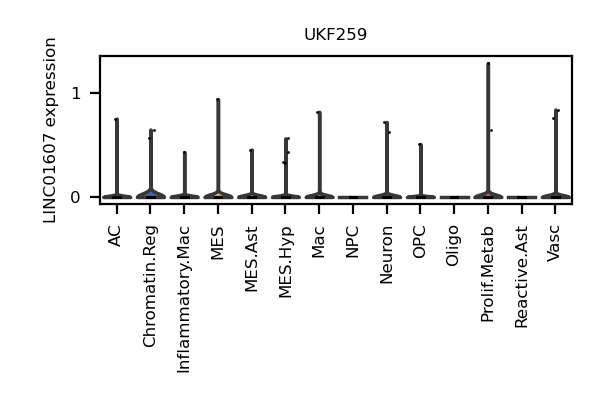 UKF259
LINC01607 expression
1
0
AC
Chromatin.Reg
Inflammatory.Mac
MES
MES.Ast
MES.Hyp
Mac
NPC
Neuron
OPC
Oligo
Prolif.Metab
Reactive.Ast
Vasc